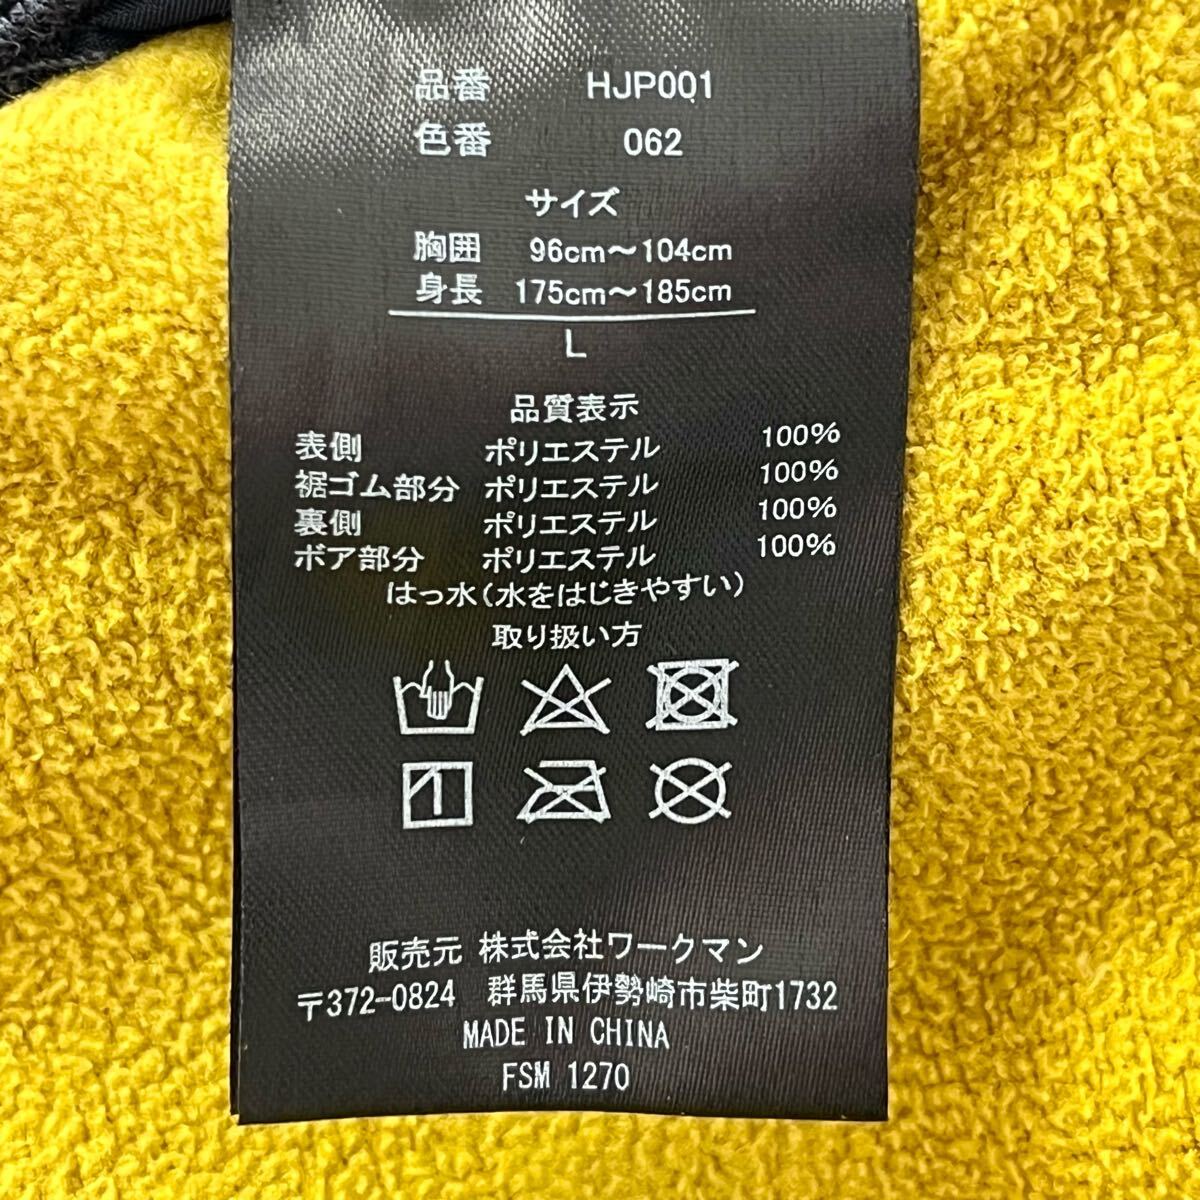 品番 HJP001
色番 062
サイズ
胸囲 96cm～104cm
身長 175cm～185cm
L
品質表示
表側 ポリエステル 100%
裾ゴム部分 ポリエステル 100%
裏側 ポリエステル 100%
ボア部分 ポリエステル 100%
はっ水(水をはじきやすい)
取り扱い方
販売元 株式会社ワークマン
〒372-0824 群馬県伊勢崎市柴町1732
MADE IN CHINA
FSM 1270